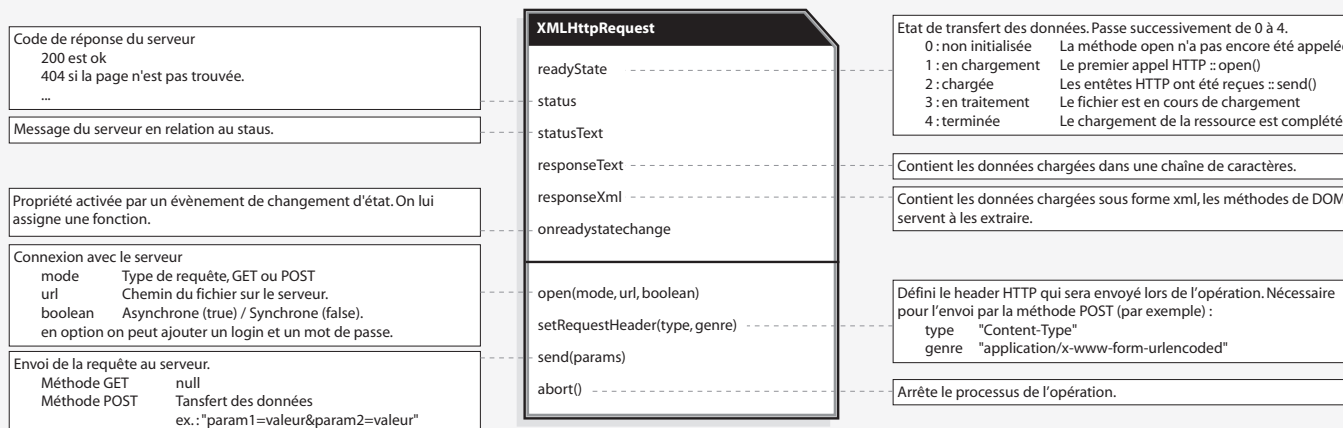 Code de réponse du serveur
200 est ok
404 si la page n'est pas trouvée.
...
Message du serveur en relation au staus.
Propriété activée par un évènement de changement d'état. On lui
assigne une fonction.
Connexion avec le serveur
mode Type de requête, GET ou POST
url Chemin du fichier sur le serveur.
boolean Asynchrone (true) / Synchrone (false).
en option on peut ajouter un login et un mot de passe.
Envoi de la requête au serveur.
Méthode GET null
Méthode POST Tansfert des données
ex. : "param1=valeur&param2=valeur"
XMLHttpRequest
readyState
status
statusText
responseText
responseXml
onreadystatechange
open(mode, url, boolean)
setRequestHeader(type, genre)
send(params)
abort()
Etat de transfert des données. Passe successivement de 0 à 4.
0 : non initialisée La méthode open n'a pas encore été appelée
1 : en chargement Le premier appel HTTP :: open()
2 : chargée Les entêtes HTTP ont été reçues :: send()
3 : en traitement Le fichier est en cours de chargement
4 : terminée Le chargement de la ressource est complété
Contient les données chargées dans une chaîne de caractères.
Contient les données chargées sous forme xml, les méthodes de DOM
servent à les extraire.
Défini le header HTTP qui sera envoyé lors de l'opération. Nécessaire
pour l'envoi par la méthode POST (par exemple) :
type "Content-Type"
genre "application/x-www-form-urlencoded"
Arrête le processus de l'opération.